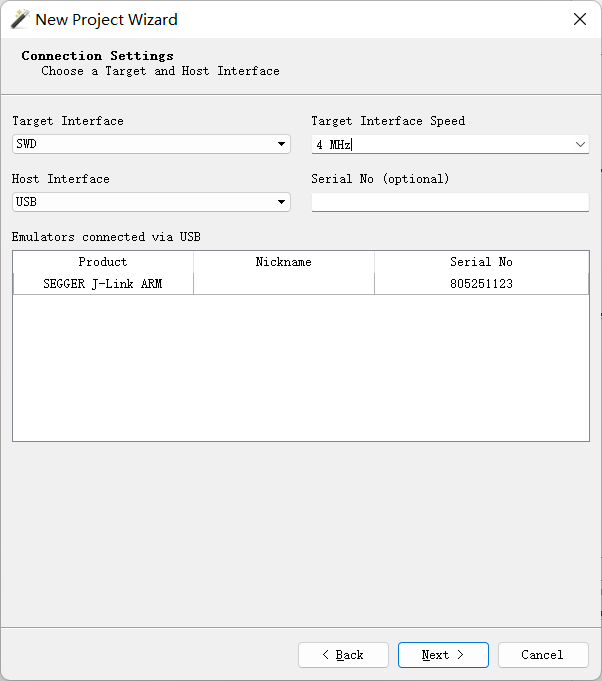 New Project Wizard
Connection Settings
Choose a Target and Host Interface
Target Interface
Target Interface Speed
SWD
4 MHz
Host Interface
Serial No (optional)
USB
Emulators connected via USB
Product Nickname Serial No
SEGGER J-Link ARM 805251123
< Back Next > Cancel